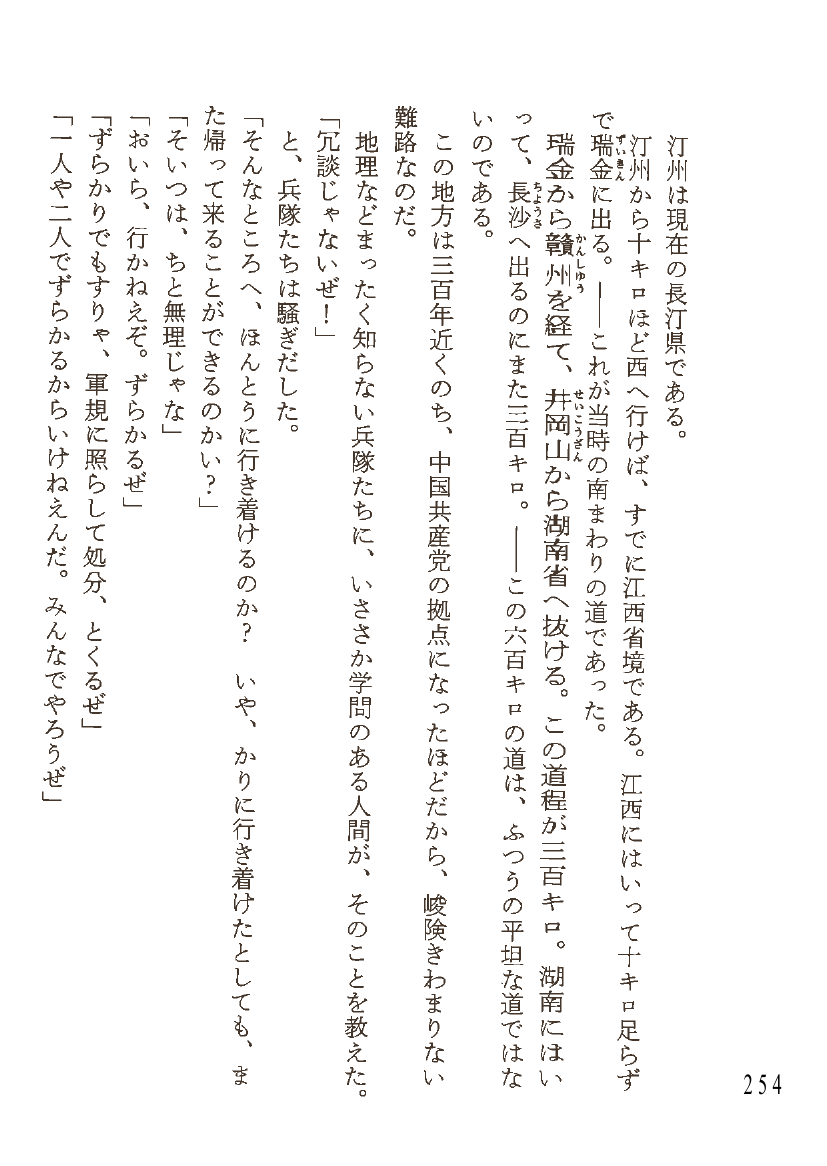 汀州は現在の長汀県である。
汀州から十キロほど西へ行けば、すでに江西省境である。江西にはいって十キロ足らず
で瑞金に出る。――これが当時の南まわりの道であった。
瑞金から贛州を経て、井岡山から湖南省へ抜ける。この道程が三百キロ。湖南にはい
って、長沙へ出るのにまた三百キロ。――この六百キロの道は、ふつうの平坦な道ではな
いのである。
この地方は三百年近くのち、中国共産党の拠点になったほどだから、峻険きわまりない
難路なのだ。
地理などまったく知らない兵隊たちに、いささか学問のある人間が、そのことを教えた。
「冗談じゃないぜ！」
と、兵隊たちは騒ぎだした。
「そんなところへ、ほんとうに行き着けるのか？　いや、かりに行き着けたとしても、ま
た帰って来ることができるのかい？」
「そいつは、ちと無理じゃな」
「おいら、行かねえぞ。ずらかるぜ」
「ずらかりでもすりゃ、軍規に照らして処分、とくるぜ」
「一人や二人でずらかるからいけねえんだ。みんなでやろうぜ」
254